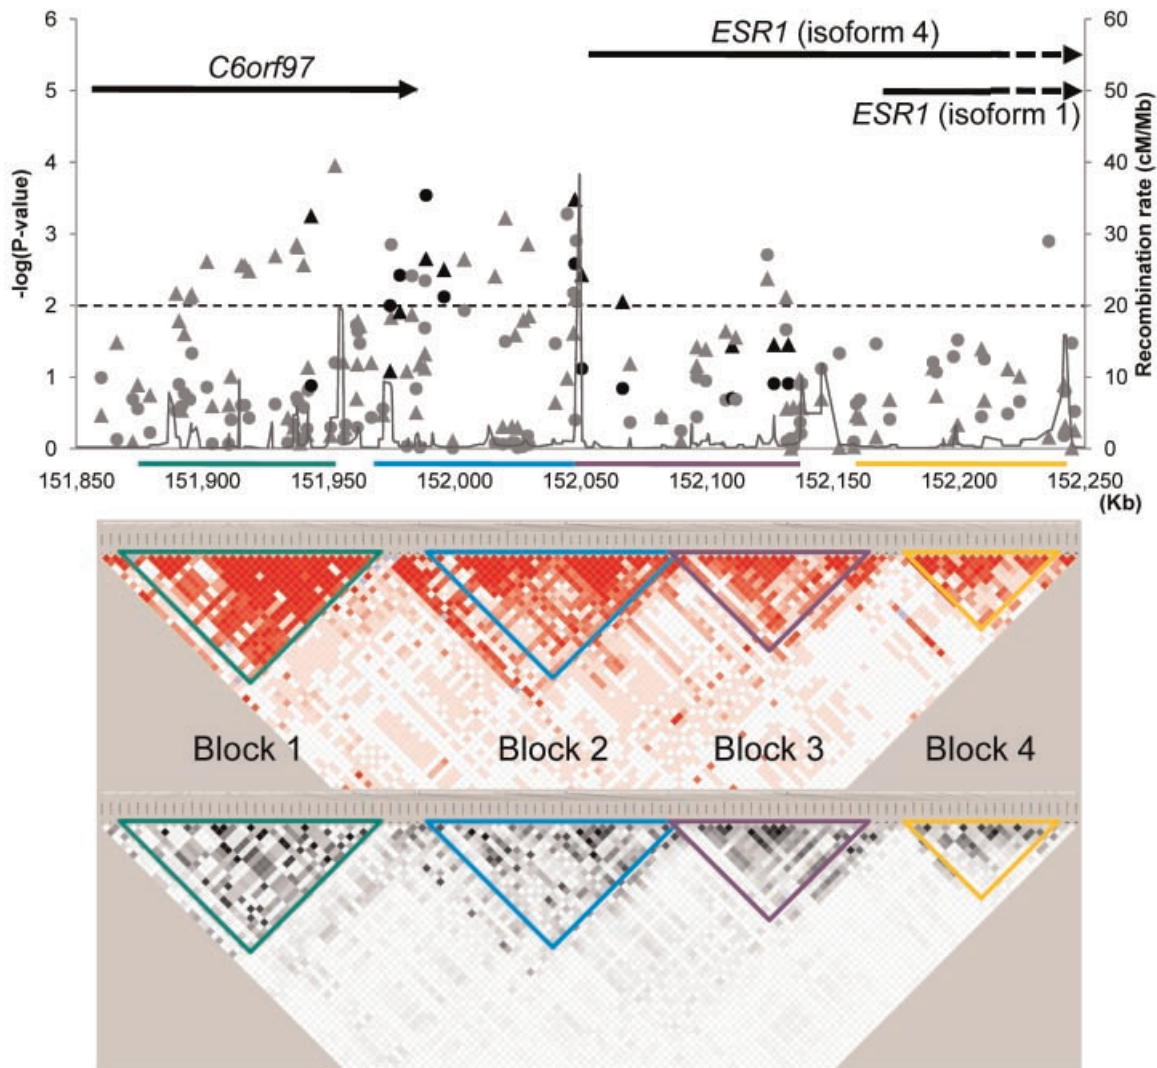 6 60
ESR1 (isoform 4)
C6orf97
5 50
ESR1 (isoform 1)
4 40
-log(P-value)
Recombination rate (cM/Mb)
3 30
2 20
1 10
0 0
151,850 151,900 151,950 152,000 152,050 152,100 152,150 152,200 152,250
(Kb)
Block 1 Block 2 Block 3 Block 4